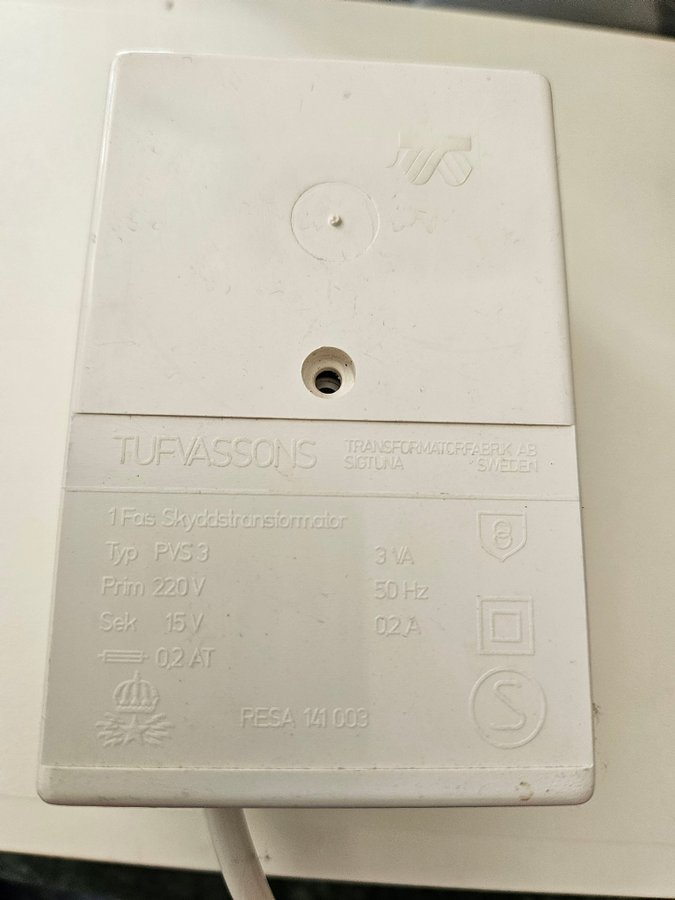 TUFVASSONS TRANSFORMATORFABRIK AB
SIGTUNA SWEDEN
1 Fas Skyddstransformator
Typ PVS 3 3 VA
Prim 220 V 50 Hz
Sek 15 V 0,2 A
0,2 AT
RESA 141 003
S